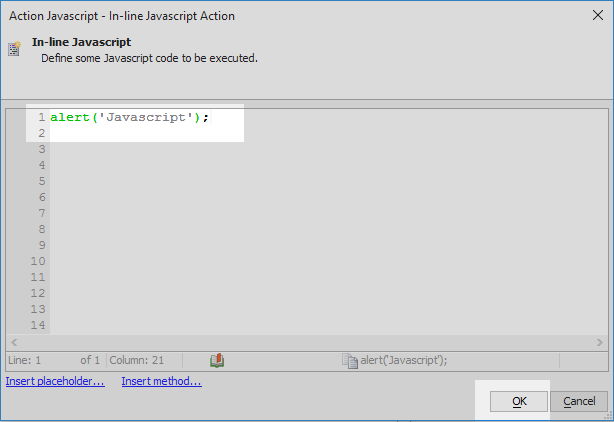 Action Javascript - In-line Javascript Action
In-line Javascript
Define some Javascript code to be executed.
1 alert('Javascript');
2
3
4
5
6
7
8
9
10
11
12
13
14
Line: 1 of 1 Column: 21 alert('Javascript');
Insert placeholder... Insert method...
OK Cancel